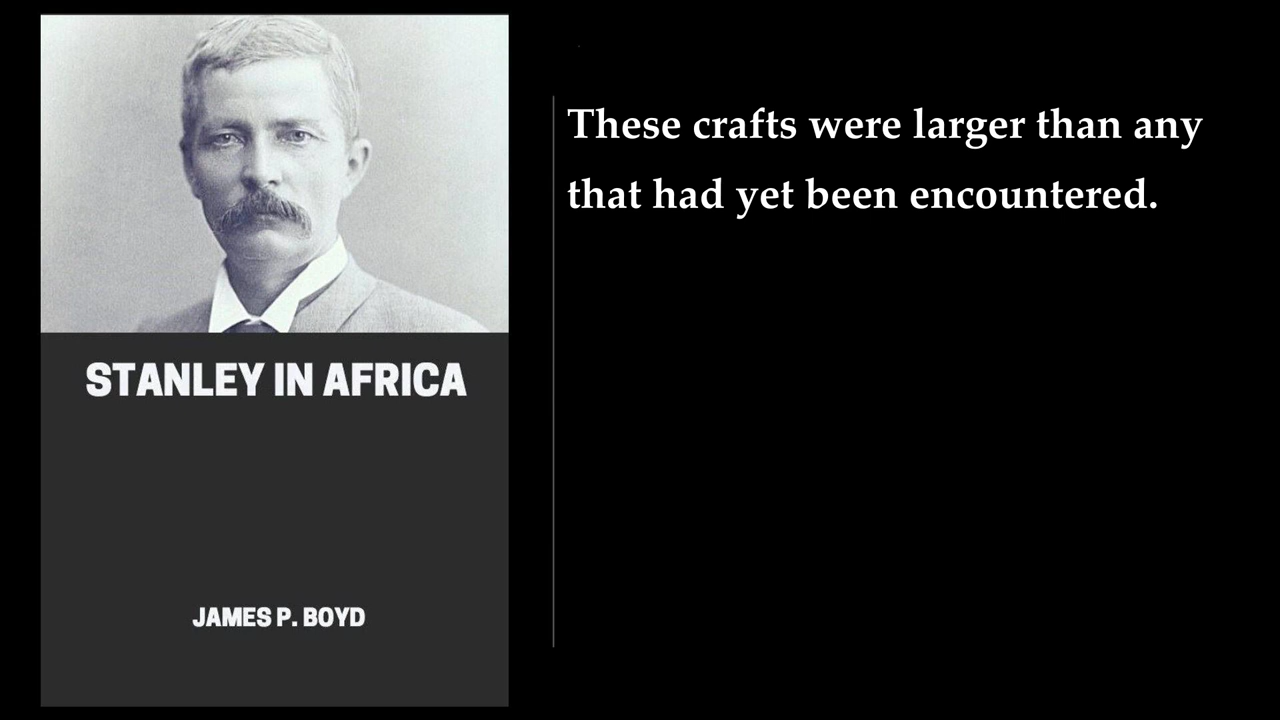 STANLEY IN AFRICA
JAMES P. BOYD
These crafts were larger than any
that had yet been encountered.